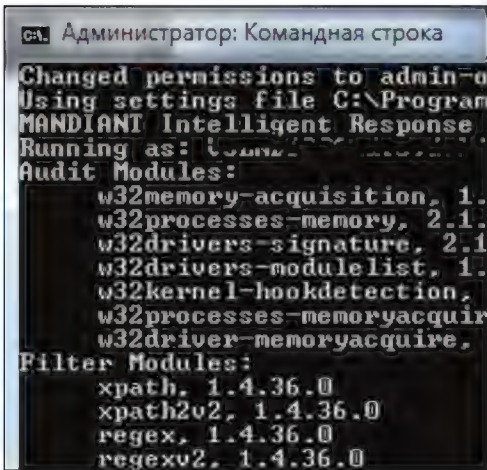 Администратор: Командная строка
Changed permissions to admin-o
Using settings file C:\Program
MANDIANT Intelligent Response
Running as:
Audit Modules:
w32memory-acquisition, 1.
w32processes-memory, 2.1.
w32drivers-signature, 2.1
w32drivers-modulelist, 1.
w32kernel-hookdetection,
w32processes-memoryacquir
w32driver-memoryacquire,
Filter Modules:
xpath, 1.4.36.0
xpath2v2, 1.4.36.0
regex, 1.4.36.0
regexv2, 1.4.36.0